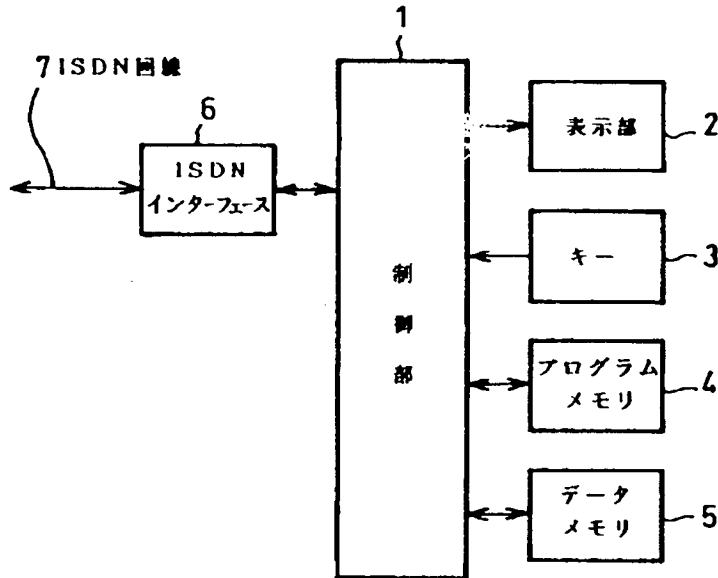 1
7 ISDN回線
6
ISDN
インターフェース
制御部
表示部
2
キー
3
プログラム
メモリ
4
データ
メモリ
5